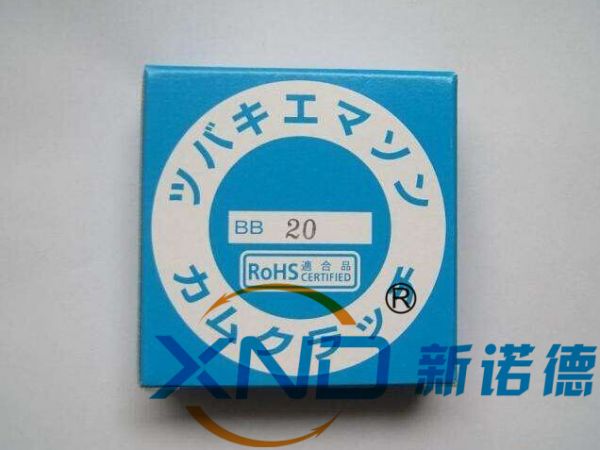 ツバキエマソン
BB 20
RoHS 適合品
CERTIFIED
カムクラッチ
®
XND 新诺德